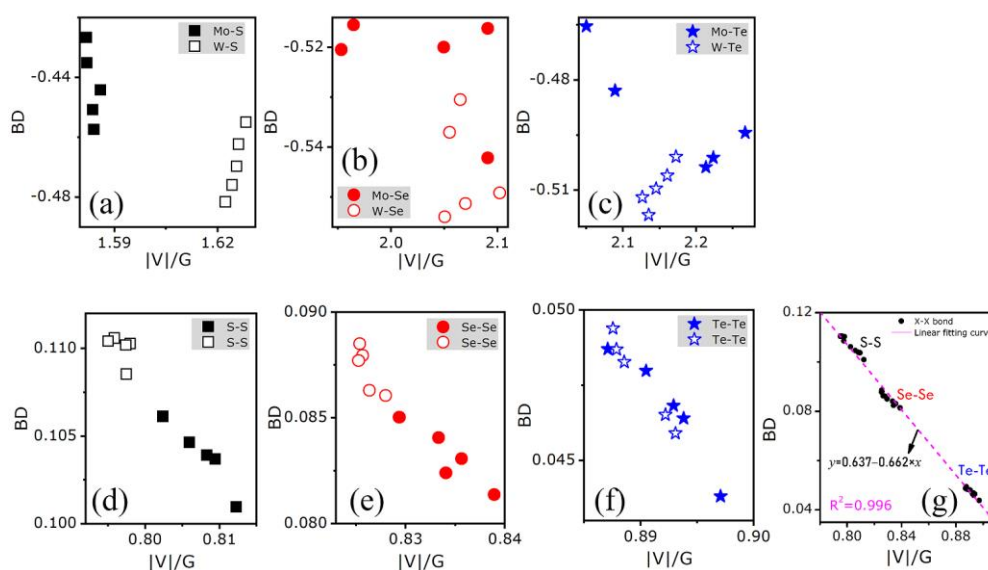 Mo-S
W-S
-0.44
-0.48
BD
(a)
1.59
1.62
|V|/G
-0.52
-0.54
BD
(b)
Mo-Se
W-Se
2.0
2.1
|V|/G
Mo-Te
W-Te
-0.48
-0.51
BD
(c)
2.1
2.2
|V|/G
S-S
S-S
0.110
0.105
0.100
BD
(d)
0.80
0.81
|V|/G
0.090
0.085
0.080
BD
Se-Se
Se-Se
(e)
0.83
0.84
|V|/G
0.050
0.045
BD
Te-Te
Te-Te
(f)
0.89
0.90
|V|/G
0.12
0.08
0.04
BD
X-X bond
Linear fitting curv
S-S
Se-Se
y=0.637−0.662×x
Te-Te
R²=0.996
(g)
0.80
0.84
0.88
|V|/G